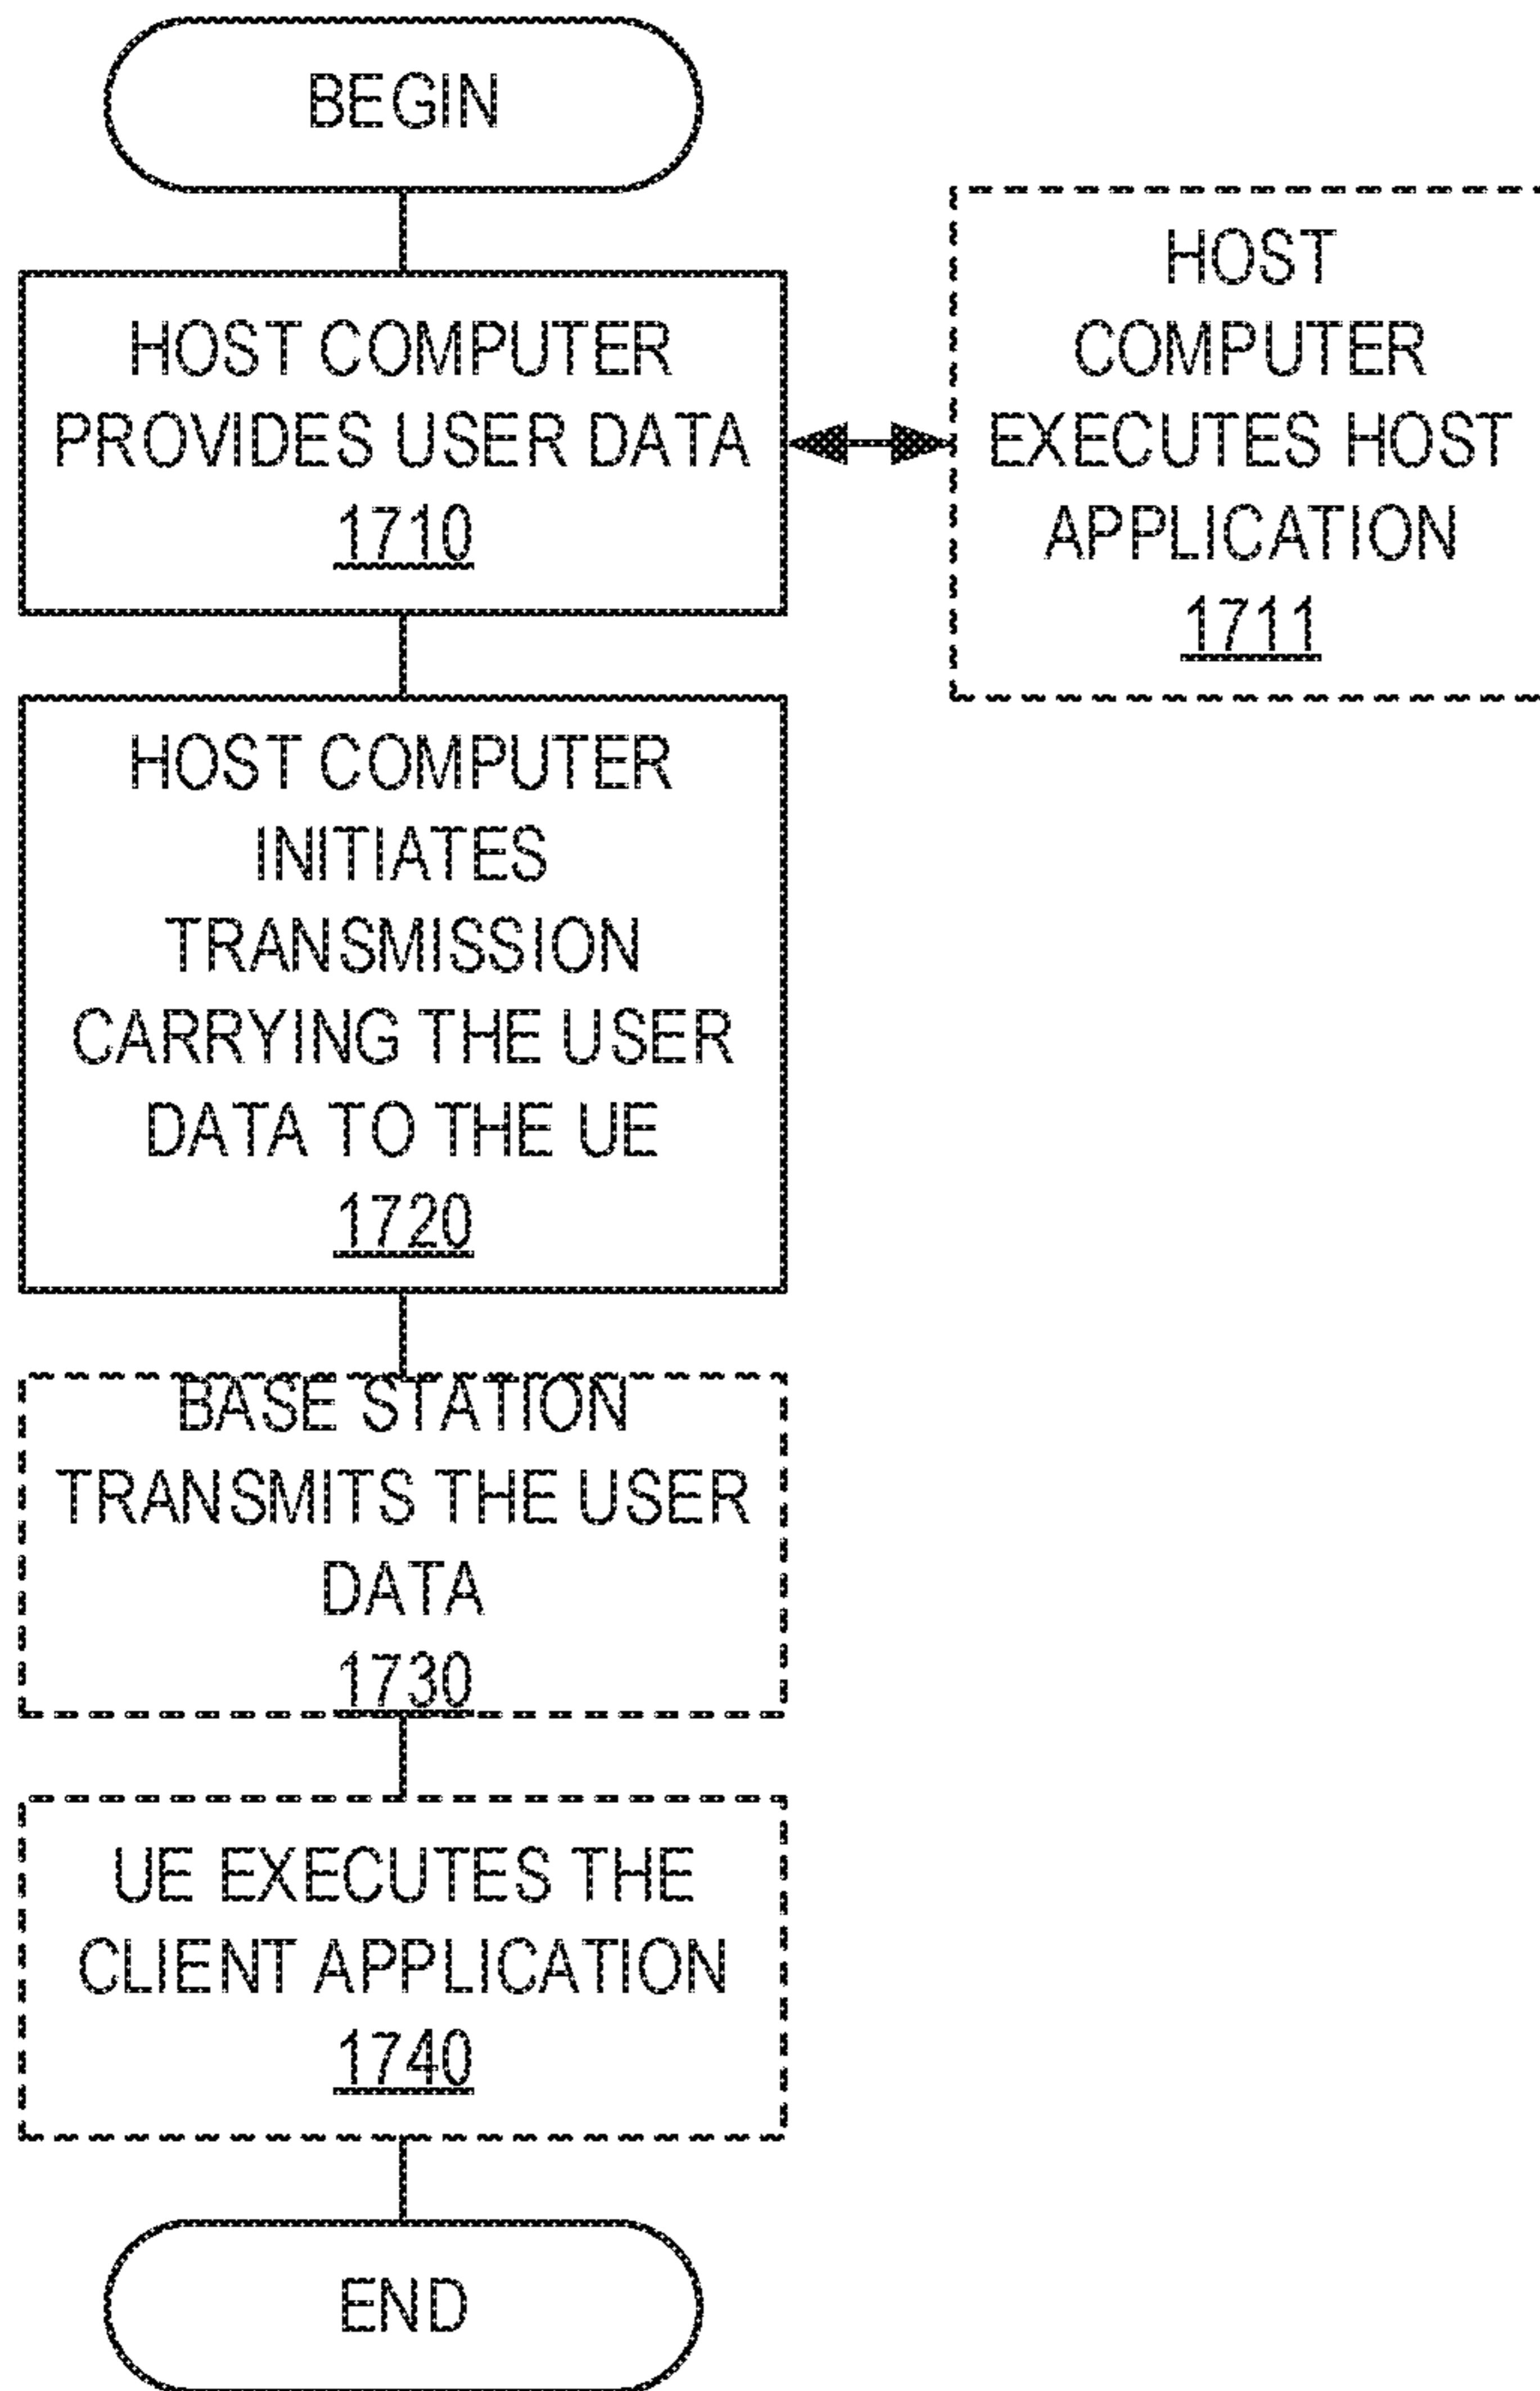 BEGIN
HOST COMPUTER
PROVIDES USER DATA
1710
HOST
COMPUTER
EXECUTES HOST
APPLICATION
1711
HOST COMPUTER
INITIATES
TRANSMISSION
CARRYING THE USER
DATA TO THE UE
1720
BASE STATION
TRANSMITS THE USER
DATA
1730
UE EXECUTES THE
CLIENT APPLICATION
1740
END